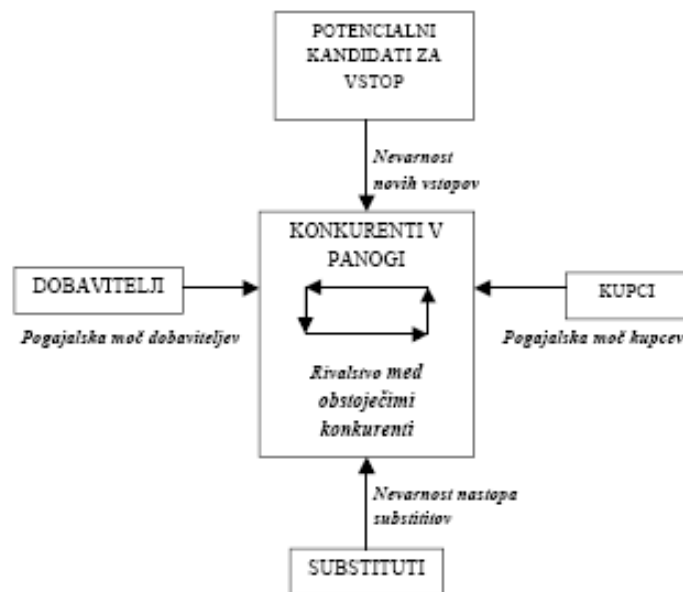 POTENCIALNI
KANDIDATI ZA
VSTOP
Nevarnost
novih vstopov
KONKURENTI V
PANOGI
DOBAVITELJI
KUPCI
Pogajalska moč dobaviteljev
Pogajalska moč kupcev
Rivalstvo med
obstoječimi
konkurenti
Nevarnost nastopa
substititov
SUBSTITUTI